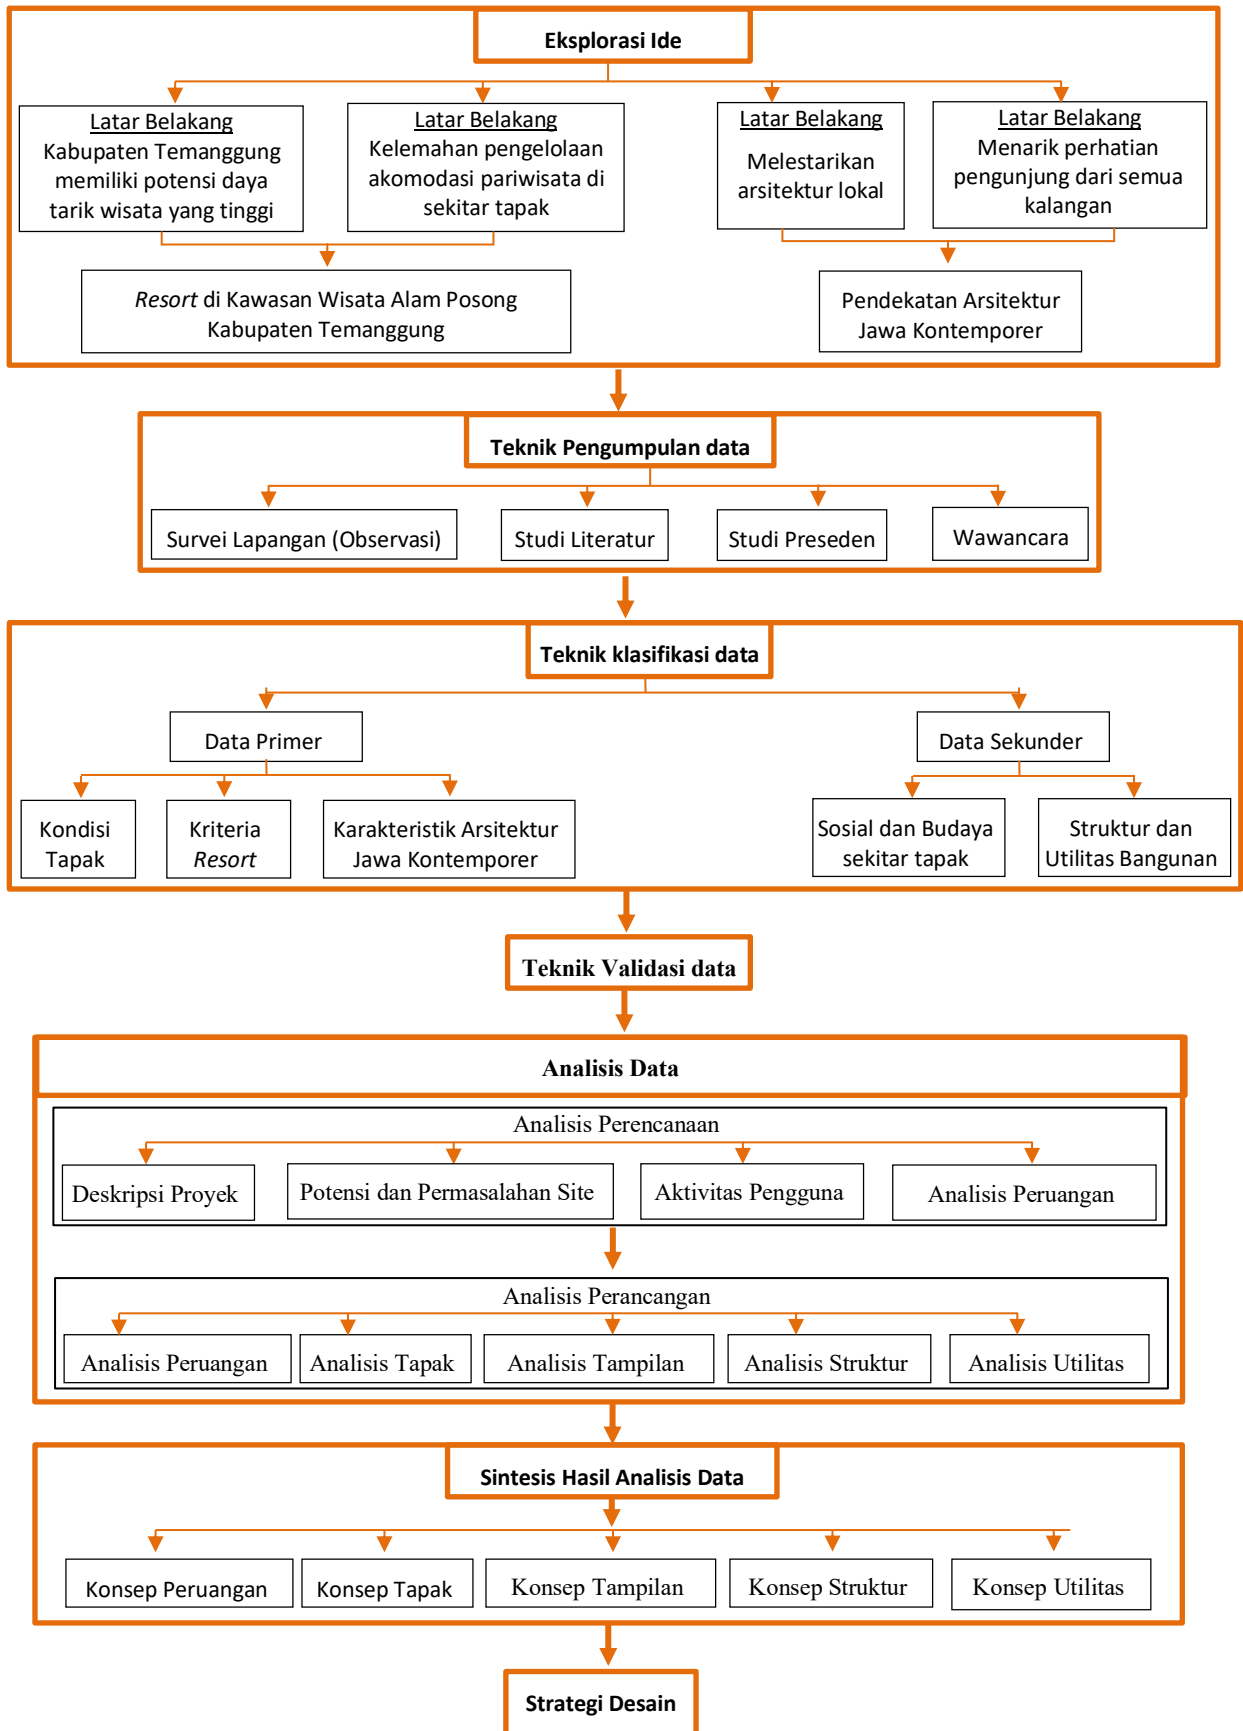 Eksplorasi Ide
Latar Belakang
Kabupaten Temanggung
memiliki potensi daya
tarik wisata yang tinggi
Latar Belakang
Kelemahan pengelolaan
akomodasi pariwisata di
sekitar tapak
Latar Belakang
Melestarikan
arsitektur lokal
Latar Belakang
Menarik perhatian
pengunjung dari semua
kalangan
Resort di Kawasan Wisata Alam Posong
Kabupaten Temanggung
Pendekatan Arsitektur
Jawa Kontemporer
Teknik Pengumpulan data
Survei Lapangan (Observasi)
Studi Literatur
Studi Preseden
Wawancara
Teknik klasifikasi data
Data Primer
Data Sekunder
Kondisi
Tapak
Kriteria
Resort
Karakteristik Arsitektur
Jawa Kontemporer
Sosial dan Budaya
sekitar tapak
Struktur dan
Utilitas Bangunan
Teknik Validasi data
Analisis Data
Analisis Perencanaan
Deskripsi Proyek
Potensi dan Permasalahan Site
Aktivitas Pengguna
Analisis Peruangan
Analisis Perancangan
Analisis Peruangan
Analisis Tapak
Analisis Tampilan
Analisis Struktur
Analisis Utilitas
Sintesis Hasil Analisis Data
Konsep Peruangan
Konsep Tapak
Konsep Tampilan
Konsep Struktur
Konsep Utilitas
Strategi Desain